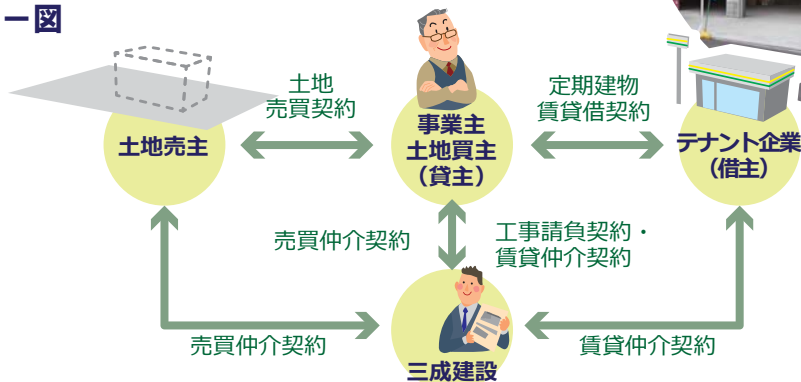 ー図
土地
売買契約
定期建物
賃貸借契約
土地売主
事業主
土地買主
（貸主）
テナント企業
（借主）
売買仲介契約
工事請負契約・
賃貸仲介契約
売買仲介契約
賃貸仲介契約
三成建設